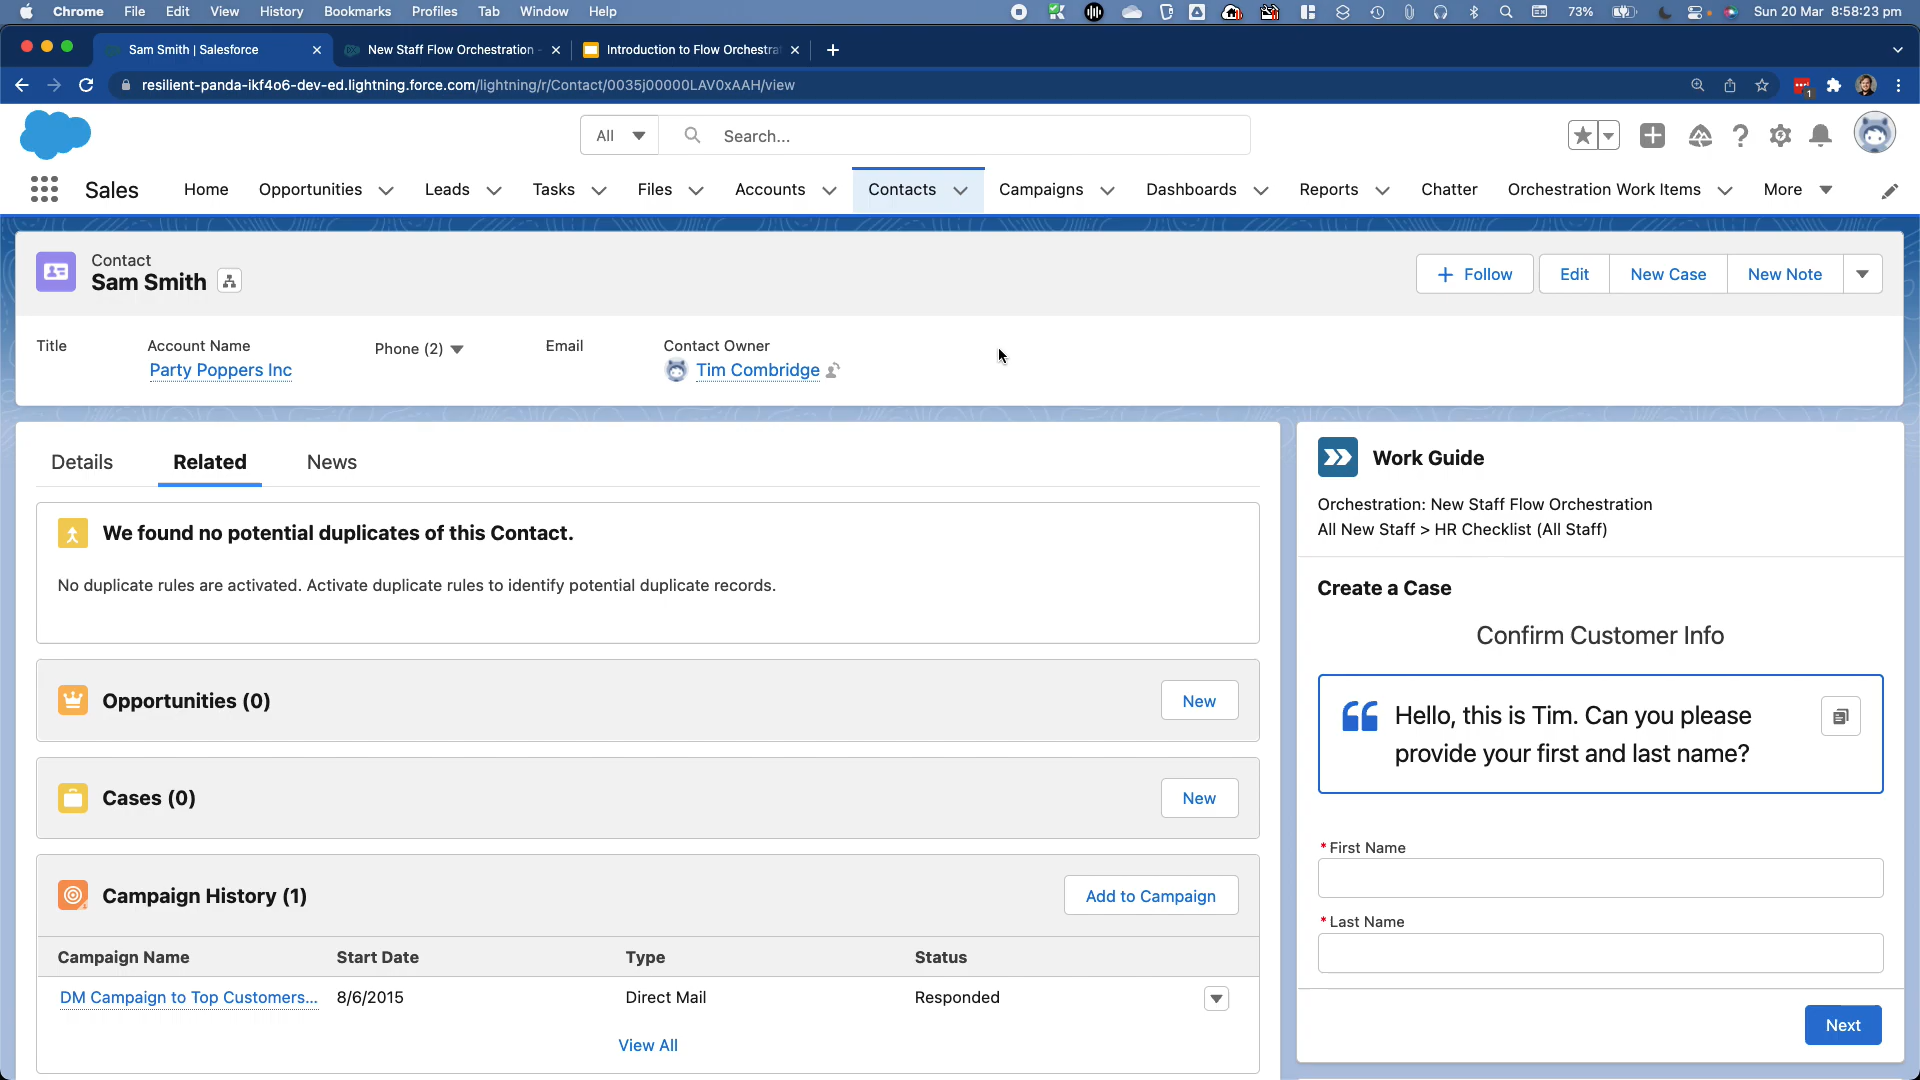 Chrome File Edit View History Bookmarks Profiles Tab Window Help 73% Sun 20 Mar 8:58:23 pm
Sam Smith | Salesforce New Staff Flow Orchestration - Introduction to Flow Orchestra
resilient-panda-ikf4o6-dev-ed.lightning.force.com/lightning/r/Contact/0035j00000LAV0xAAH/view 1
All Search...
Sales Home Opportunities Leads Tasks Files Accounts Contacts Campaigns Dashboards Reports Chatter Orchestration Work Items More
Contact
Sam Smith
+ Follow Edit New Case New Note
Title Account Name Phone (2) Email Contact Owner
Party Poppers Inc Tim Combridge
Details Related News
We found no potential duplicates of this Contact.
No duplicate rules are activated. Activate duplicate rules to identify potential duplicate records.
Opportunities (0) New
Cases (0) New
Campaign History (1) Add to Campaign
Campaign Name Start Date Type Status
DM Campaign to Top Customers... 8/6/2015 Direct Mail Responded
View All
Work Guide
Orchestration: New Staff Flow Orchestration
All New Staff > HR Checklist (All Staff)
Create a Case
Confirm Customer Info
Hello, this is Tim. Can you please
provide your first and last name?
* First Name
* Last Name
Next